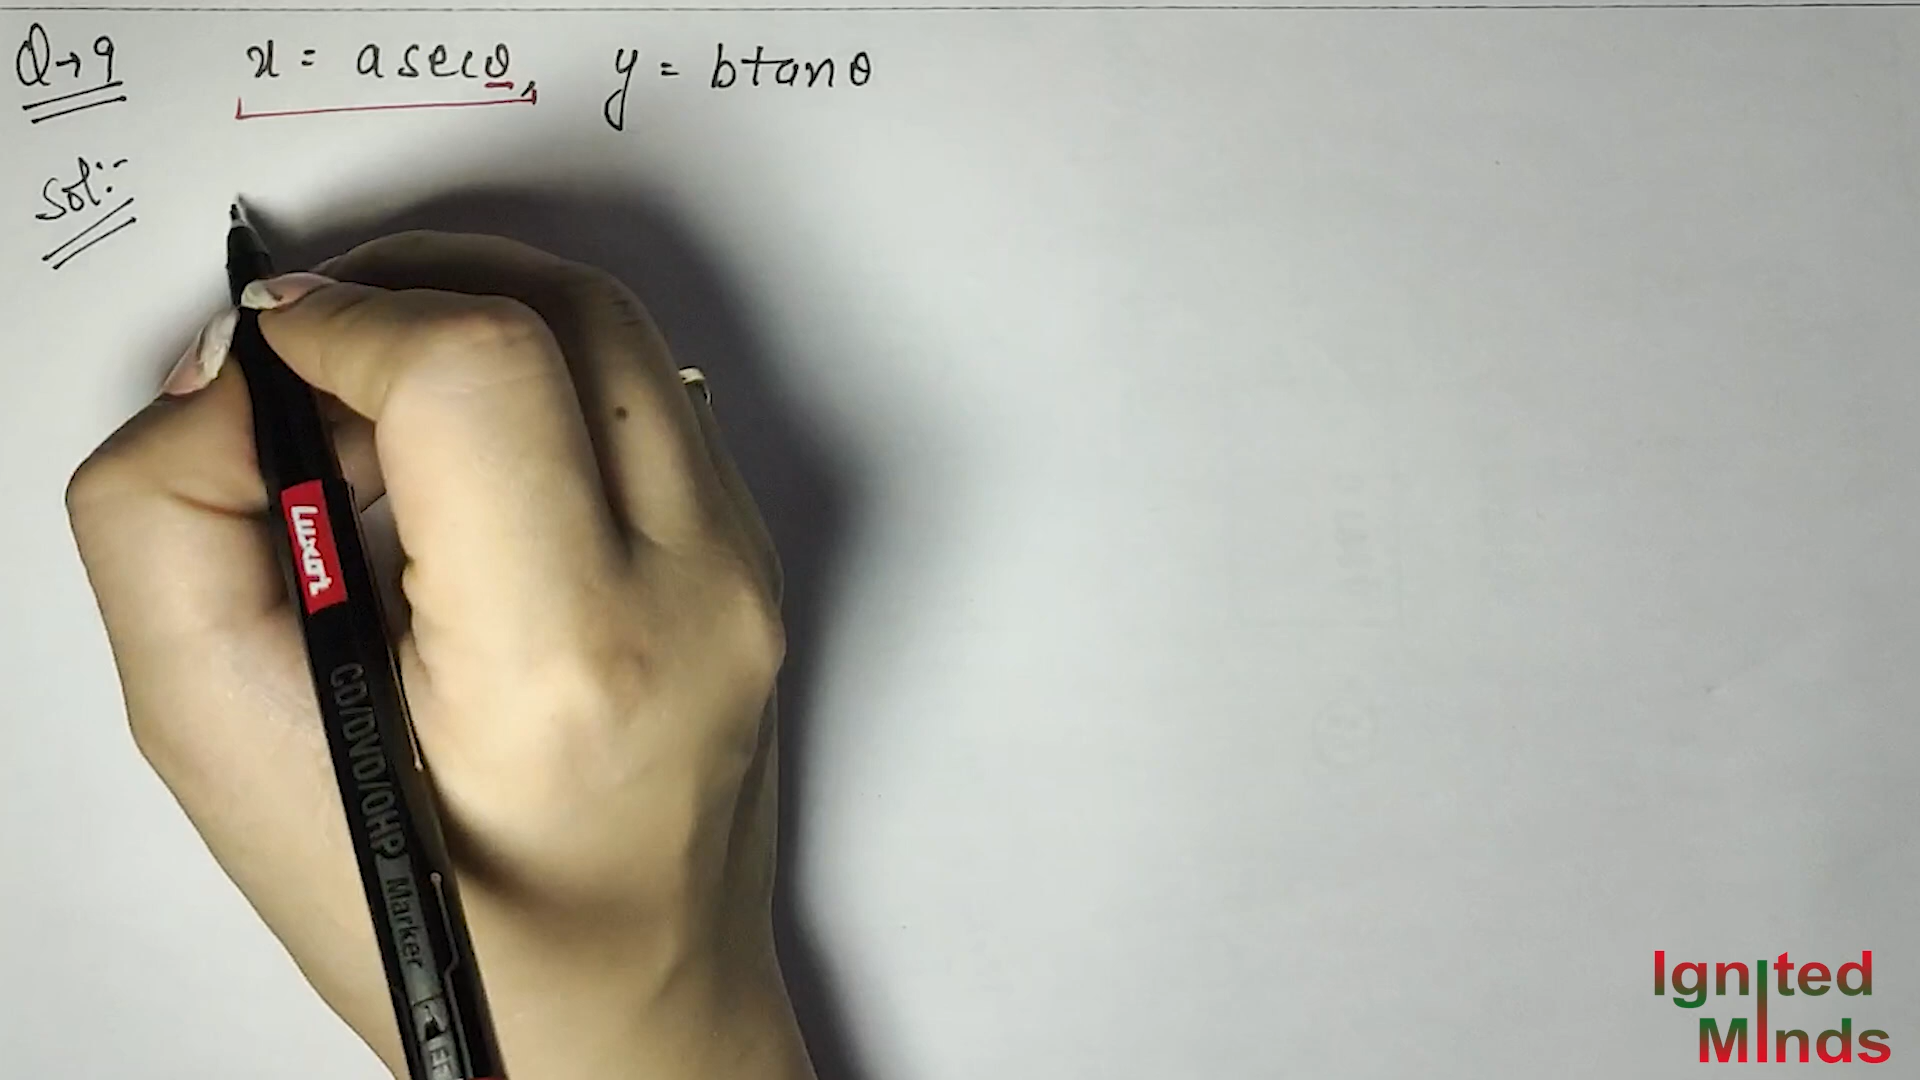 Q→9 x = a secθ, y = b tanθ
Sol:-
Luxor
CD/DVD/OHP Marker
Ignited
Minds